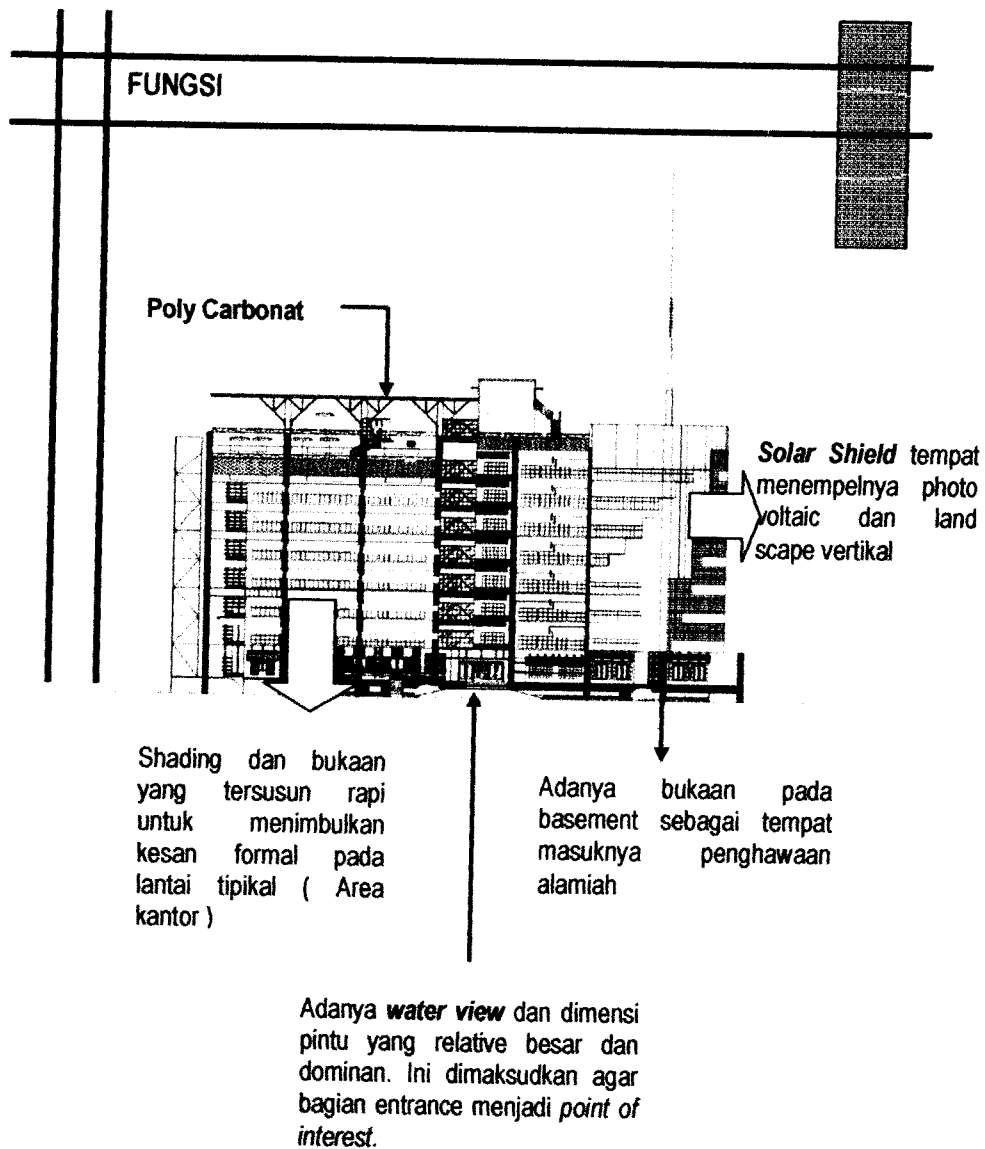 FUNGSI
Poly Carbonat
Solar Shield tempat
menempelnya photo
voltaic dan land
scape vertikal
Shading dan bukaan
yang tersusun rapi
untuk menimbulkan
kesan formal pada
lantai tipikal ( Area
kantor )
Adanya bukaan pada
basement sebagai tempat
masuknya penghawaan
alamiah
Adanya water view dan dimensi
pintu yang relative besar dan
dominan. Ini dimaksudkan agar
bagian entrance menjadi point of
interest.